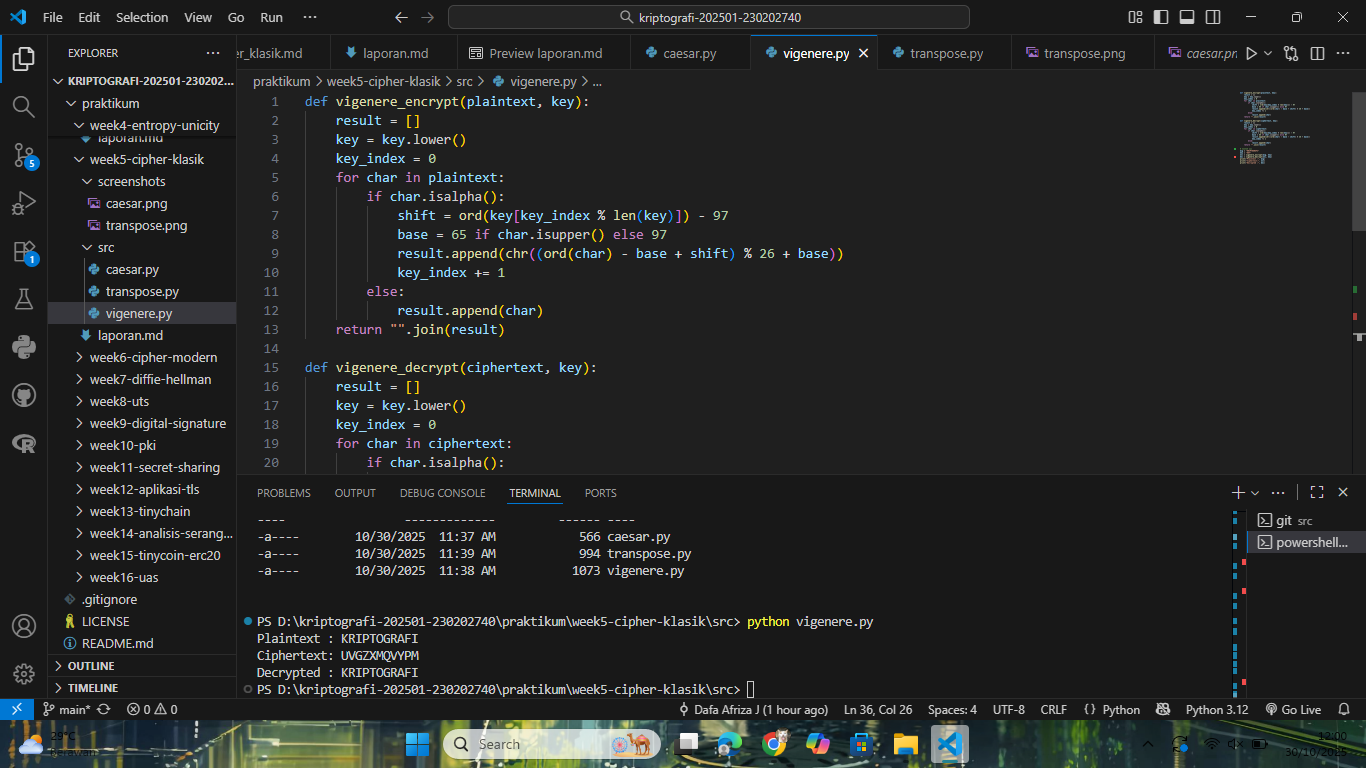 File Edit Selection View Go Run ··· kriptografi-202501-230202740
EXPLORER ···
KRIPTOGRAFI-202501-230202...
praktikum
week4-entropy-unicity
laporan.md
week5-cipher-klasik
screenshots
caesar.png
transpose.png
src
caesar.py
transpose.py
vigenere.py
laporan.md
week6-cipher-modern
week7-diffie-hellman
week8-uts
week9-digital-signature
week10-pki
week11-secret-sharing
week12-aplikasi-tls
week13-tinychain
week14-analisis-serang...
week15-tinycoin-erc20
week16-uas
.gitignore
LICENSE
README.md
OUTLINE
TIMELINE
5
1
er_klasik.md laporan.md Preview laporan.md caesar.py vigenere.py transpose.py transpose.png caesar.pn
praktikum > week5-cipher-klasik > src > vigenere.py > ...
1 def vigenere_encrypt(plaintext, key):
2 result = []
3 key = key.lower()
4 key_index = 0
5 for char in plaintext:
6 if char.isalpha():
7 shift = ord(key[key_index % len(key)]) - 97
8 base = 65 if char.isupper() else 97
9 result.append(chr((ord(char) - base + shift) % 26 + base))
10 key_index += 1
11 else:
12 result.append(char)
13 return "".join(result)
14
15 def vigenere_decrypt(ciphertext, key):
16 result = []
17 key = key.lower()
18 key_index = 0
19 for char in ciphertext:
20 if char.isalpha():
PROBLEMS OUTPUT DEBUG CONSOLE TERMINAL PORTS
---- ------------- ------ ----
-a---- 10/30/2025 11:37 AM 566 caesar.py
-a---- 10/30/2025 11:39 AM 994 transpose.py
-a---- 10/30/2025 11:38 AM 1073 vigenere.py
PS D:\kriptografi-202501-230202740\praktikum\week5-cipher-klasik\src> python vigenere.py
Plaintext : KRIPTOGRAFI
Ciphertext: UVGZXMQVYPM
Decrypted : KRIPTOGRAFI
PS D:\kriptografi-202501-230202740\praktikum\week5-cipher-klasik\src>
git src
powershell...
main* 0 0 Dafa Afriza J (1 hour ago) Ln 36, Col 26 Spaces: 4 UTF-8 CRLF {} Python Python 3.12 Go Live
Search
12:00
30/10/2025